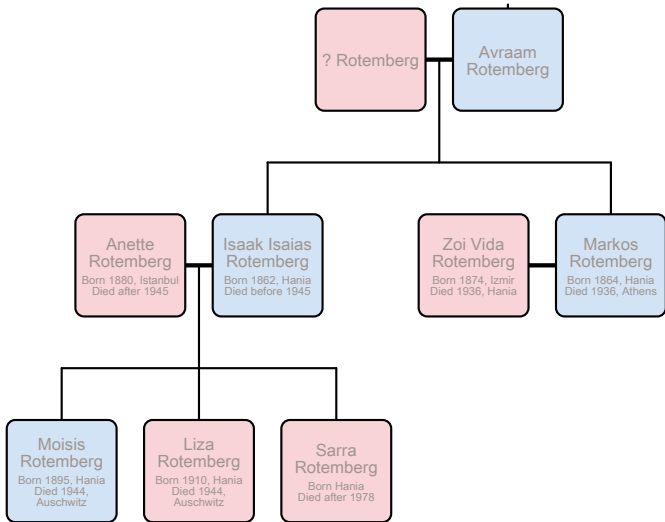 ? Rotemberg
Avraam
Rotemberg
Anette
Rotemberg
Born 1880, Istanbul
Died after 1945
Isaak Isaias
Rotemberg
Born 1862, Hania
Died before 1945
Zoi Vida
Rotemberg
Born 1874, Izmir
Died 1936, Hania
Markos
Rotemberg
Born 1864, Hania
Died 1936, Athens
Moisis
Rotemberg
Born 1895, Hania
Died 1944,
Auschwitz
Liza
Rotemberg
Born 1910, Hania
Died 1944,
Auschwitz
Sarra
Rotemberg
Born Hania
Died after 1978